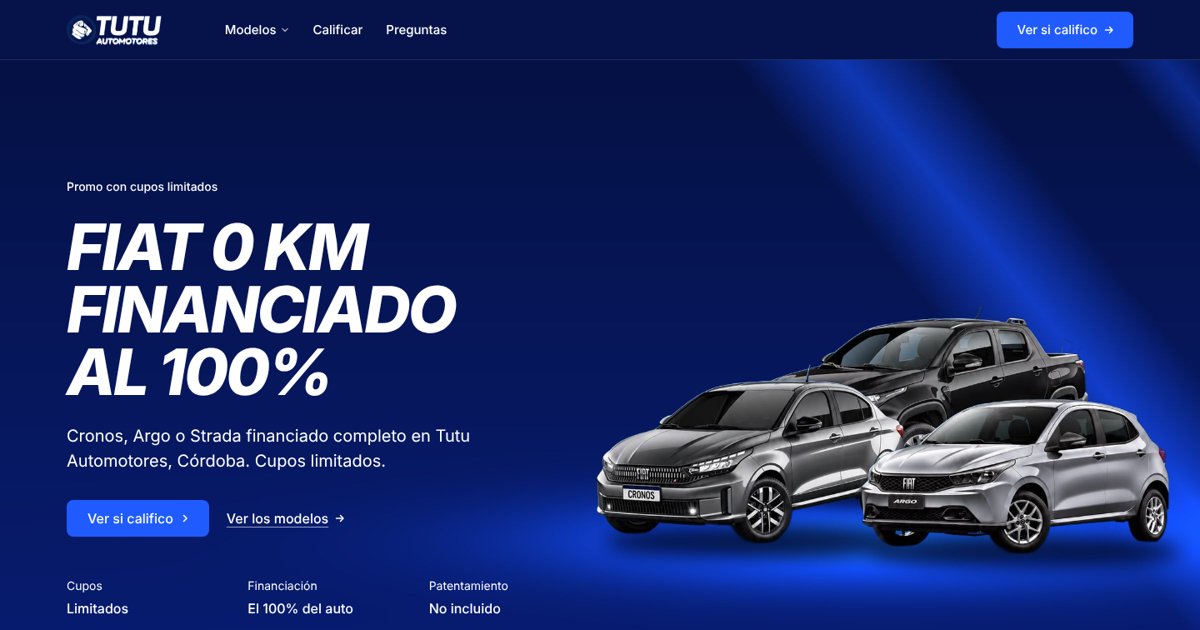 TUTU
AUTOMOTORES
Modelos
Calificar
Preguntas
Ver si califico
Promo con cupos limitados
FIAT 0 KM
FINANCIADO
AL 100%
Cronos, Argo o Strada financiado completo en Tutu
Automotores, Córdoba. Cupos limitados.
Ver si califico
Ver los modelos
FIAT
CRONOS
FIAT
ARGO
Cupos
Limitados
Financiación
El 100% del auto
Patentamiento
No incluido